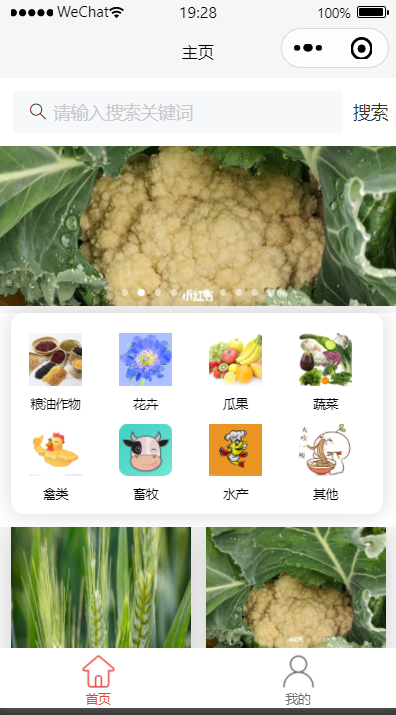 WeChat 19:28 100%
主页
请输入搜索关键词 搜索
小红书
粮油作物 花卉 瓜果 蔬菜
禽类 畜牧 水产 其他
首页 我的